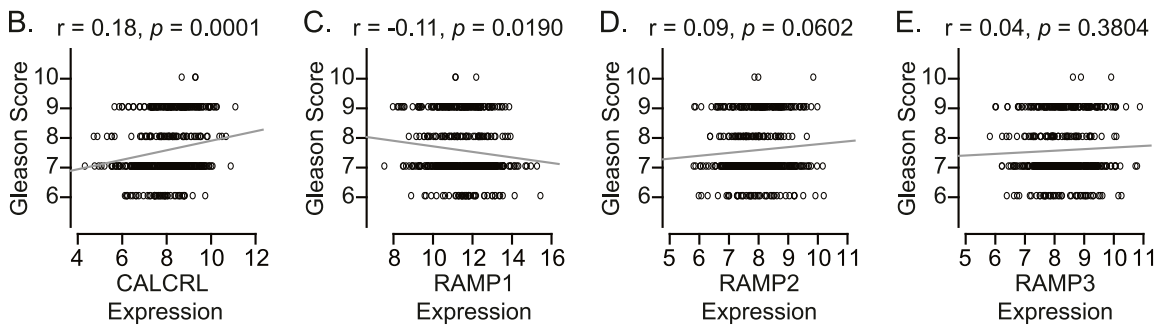 B. r = 0.18, p = 0.0001
Gleason Score
10
9
8
7
6
4 6 8 10 12
CALCRL
Expression
C. r = -0.11, p = 0.0190
Gleason Score
10
9
8
7
6
8 10 12 14 16
RAMP1
Expression
D. r = 0.09, p = 0.0602
Gleason Score
10
9
8
7
6
5 6 7 8 9 10 11
RAMP2
Expression
E. r = 0.04, p = 0.3804
Gleason Score
10
9
8
7
6
5 6 7 8 9 10 11
RAMP3
Expression